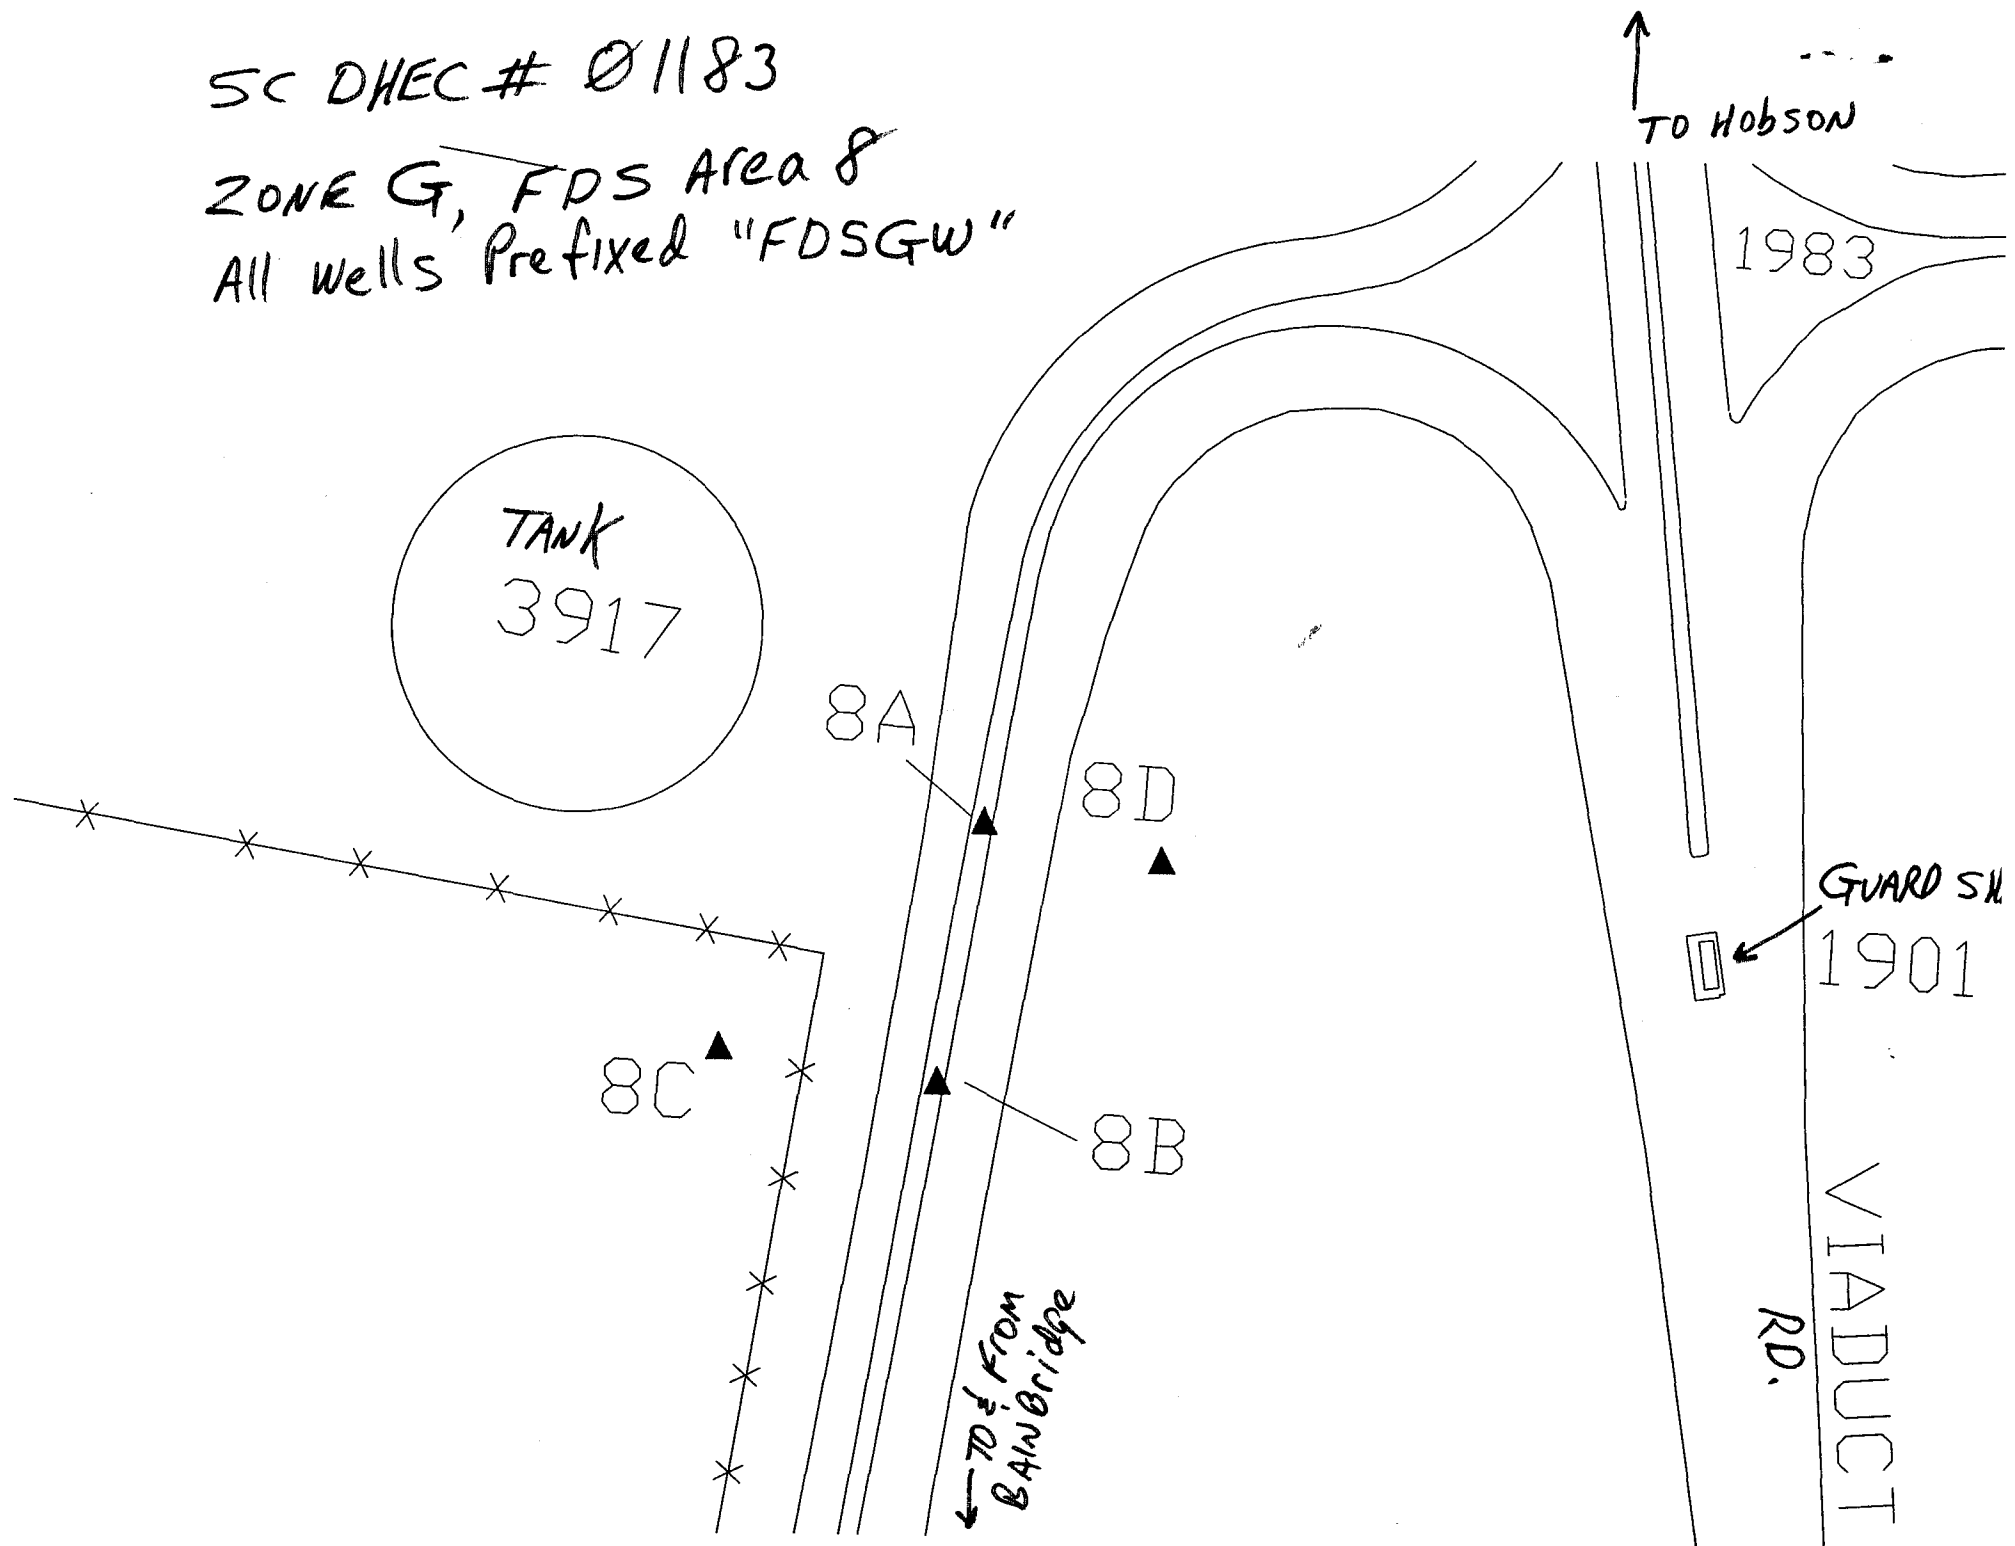 SC DHEC # Ø1183
ZONE G, FDS Area 8
All Wells Prefixed "FDSGW"
TO HObSON
1983
TANK
3917
8A
8D
GUARD
1901
8C
8B
VIADUCT
RD.
TO & FROM
BAINBridge